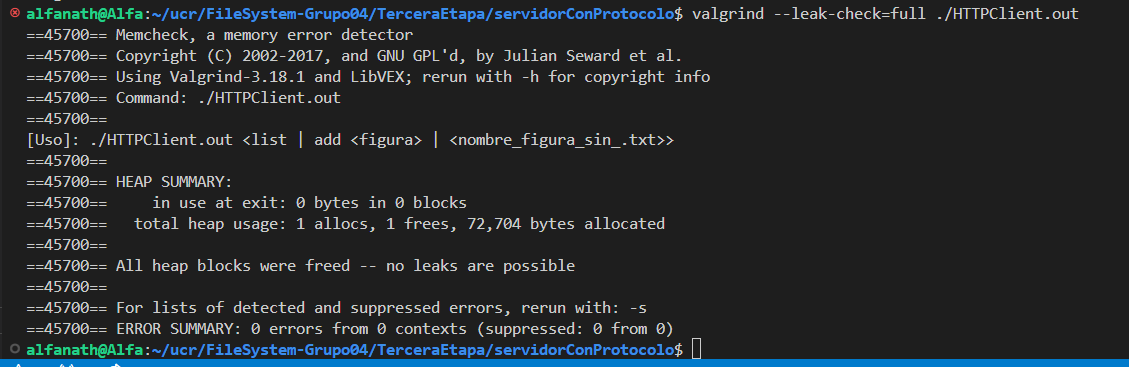 alfanath@Alfa:~/ucr/FileSystem-Grupo04/TerceraEtapa/servidorConProtocolo$ valgrind --leak-check=full ./HTTPClient.out
==45700== Memcheck, a memory error detector
==45700== Copyright (C) 2002-2017, and GNU GPL'd, by Julian Seward et al.
==45700== Using Valgrind-3.18.1 and LibVEX; rerun with -h for copyright info
==45700== Command: ./HTTPClient.out
==45700==
[Uso]: ./HTTPClient.out <list | add <figura> | <nombre_figura_sin_.txt>>
==45700==
==45700== HEAP SUMMARY:
==45700==     in use at exit: 0 bytes in 0 blocks
==45700==   total heap usage: 1 allocs, 1 frees, 72,704 bytes allocated
==45700==
==45700== All heap blocks were freed -- no leaks are possible
==45700==
==45700== For lists of detected and suppressed errors, rerun with: -s
==45700== ERROR SUMMARY: 0 errors from 0 contexts (suppressed: 0 from 0)
alfanath@Alfa:~/ucr/FileSystem-Grupo04/TerceraEtapa/servidorConProtocolo$